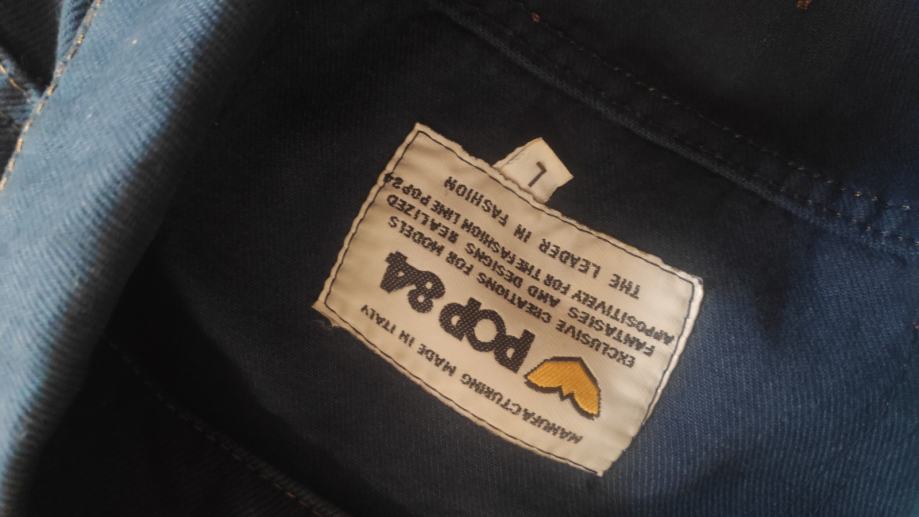 MANUFACTURING MADE IN ITALY
POP 84
EXCLUSIVE CREATIONS FOR MODELS
FANTASIES AND DESIGNS REALIZED
APPOSITIVELY FOR THE FASHION LINE POP84
THE LEADER IN FASHION
L